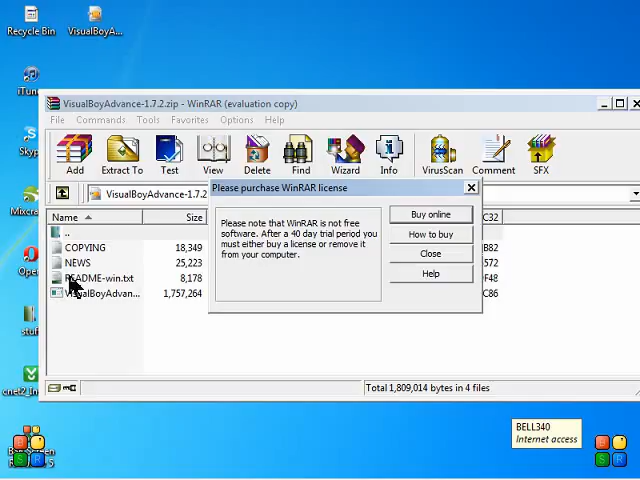 Recycle Bin
VisualBoyA...
iTun
VisualBoyAdvance-1.7.2.zip - WinRAR (evaluation copy)
File Commands Tools Favorites Options Help
Skyp
Add Extract To Test View Delete Find Wizard Info VirusScan Comment SFX
Please purchase WinRAR license
VisualBoyAdvance-1.7.2
Mixcra
Name Size C32
Please note that WinRAR is not free
software. After a 40 day trial period you
must either buy a license or remove it
from your computer.
Buy online
How to buy
Close
Help
..
COPYING 18,349 B82
NEWS 25,223 572
README-win.txt 8,178 F48
VisualBoyAdvan... 1,757,264 C86
Ope
stuf
cnet2_In
Total 1,809,014 bytes in 4 files
BELL340
Internet access
B S R
B S R